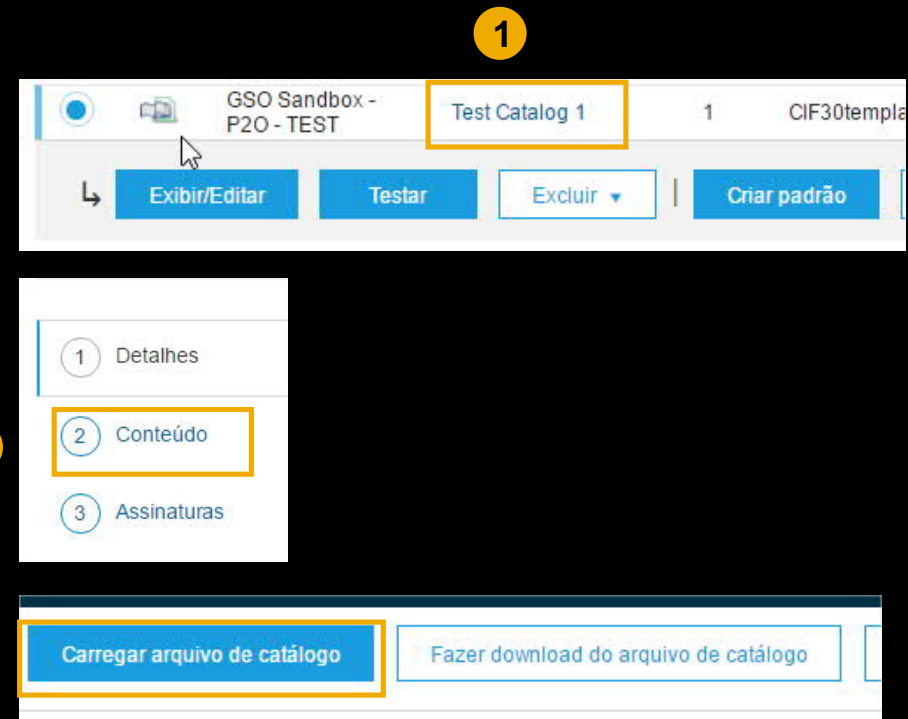 1
GSO Sandbox - Test Catalog 1 1 CIF30templa
P2O - TEST
Exibir/Editar Testar Excluir Criar padrão
1 Detalhes
2 Conteúdo
3 Assinaturas
Carregar arquivo de catálogo Fazer download do arquivo de catálogo